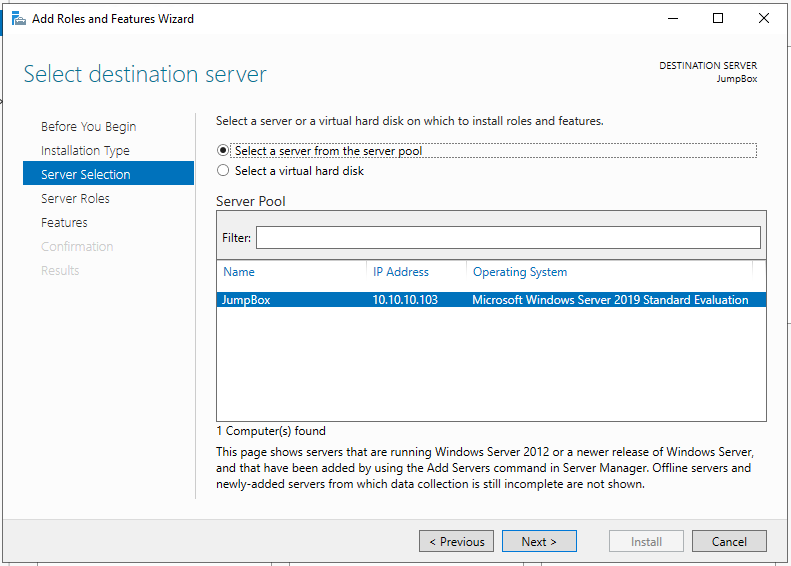 Add Roles and Features Wizard
Select destination server
DESTINATION SERVER
JumpBox
Before You Begin
Installation Type
Server Selection
Server Roles
Features
Confirmation
Results
Select a server or a virtual hard disk on which to install roles and features.
Select a server from the server pool
Select a virtual hard disk
Server Pool
Filter:
Name IP Address Operating System
JumpBox 10.10.10.103 Microsoft Windows Server 2019 Standard Evaluation
1 Computer(s) found
This page shows servers that are running Windows Server 2012 or a newer release of Windows Server,
and that have been added by using the Add Servers command in Server Manager. Offline servers and
newly-added servers from which data collection is still incomplete are not shown.
< Previous Next > Install Cancel